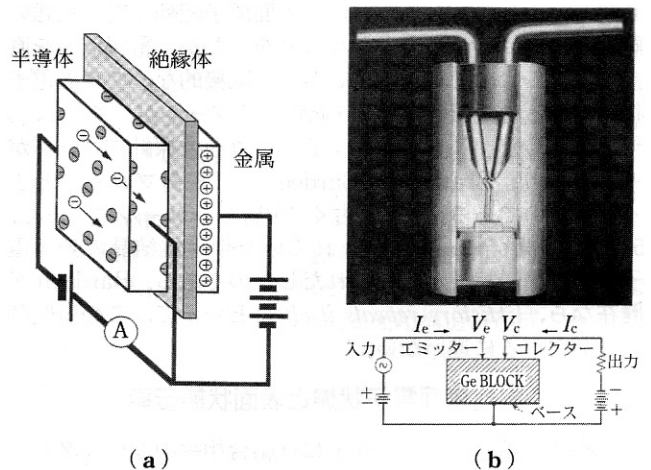 半導体
絶縁体
金属
A
(a)
Ie → Ve Vc ← Ic
入力
エミッター
コレクター
出力
Ge BLOCK
ベース
(b)